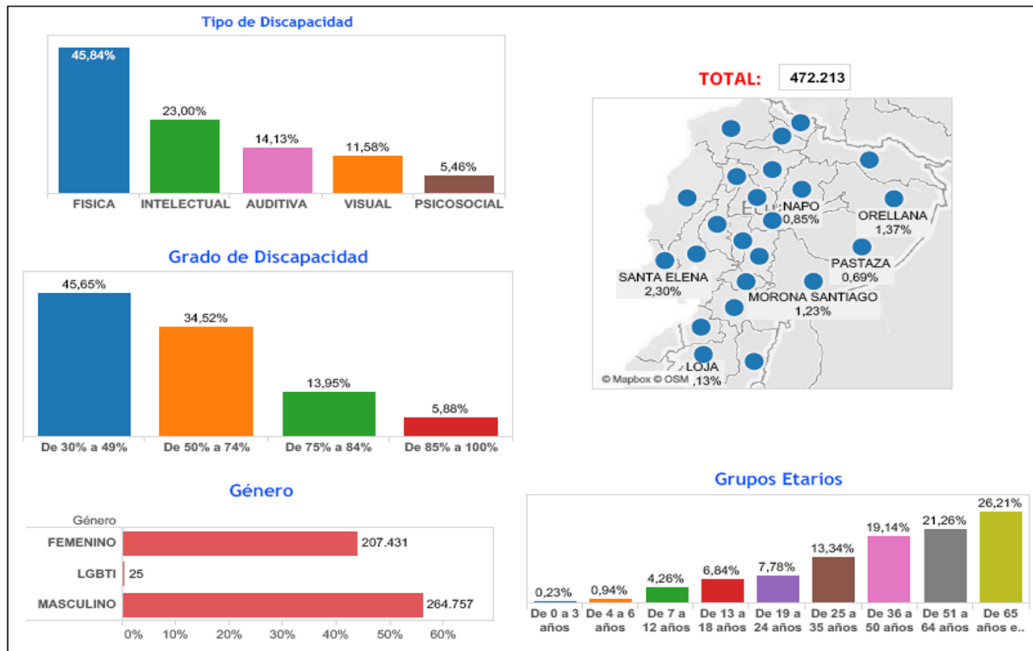 Tipo de Discapacidad
45,84%
23,00%
14,13%
11,58%
5,46%
FISICA INTELECTUAL AUDITIVA VISUAL PSICOSOCIAL
TOTAL: 472.213
NAPO
0,85%
ORELLANA
1,37%
PASTAZA
0,69%
SANTA ELENA
2,30%
MORONA SANTIAGO
1,23%
LOJA
,13%
© Mapbox © OSM
Grado de Discapacidad
45,65%
34,52%
13,95%
5,88%
De 30% a 49% De 50% a 74% De 75% a 84% De 85% a 100%
Género
Género
FEMENINO 207.431
LGBTI 25
MASCULINO 264.757
0% 10% 20% 30% 40% 50% 60%
Grupos Etarios
0,23% 0,94% 4,26% 6,84% 7,78% 13,34% 19,14% 21,26% 26,21%
De 0 a 3 De 4 a 6 De 7 a De 13 a De 19 a De 25 a De 36 a De 51 a De 65
años años 12 años 18 años 24 años 35 años 50 años 64 años años e..